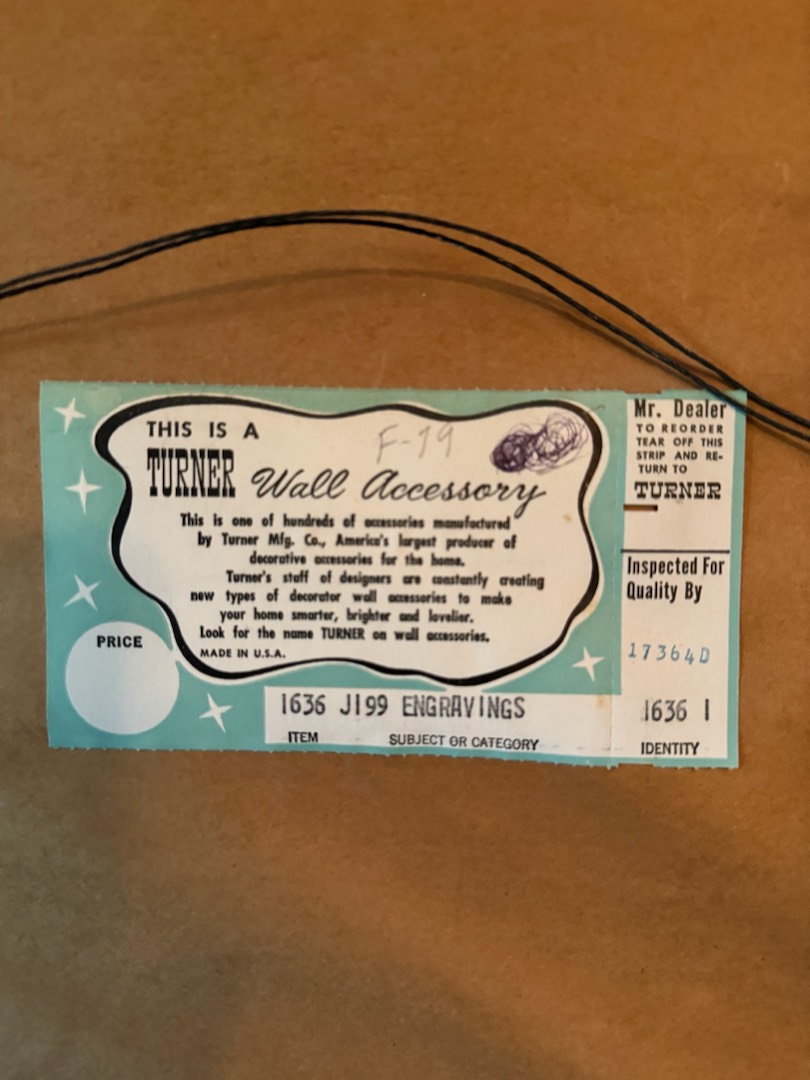 THIS IS A
F-19
TURNER Wall Accessory
This is one of hundreds of accessories manufactured
by Turner Mfg. Co., America's largest producer of
decorative accessories for the home.
Turner's staff of designers are constantly creating
new types of decorator wall accessories to make
your home smarter, brighter and lovelier.
Look for the name TURNER on wall accessories.
MADE IN U.S.A.
PRICE
1636 J199 ENGRAVINGS
ITEM SUBJECT OR CATEGORY
Mr. Dealer
TO REORDER
TEAR OFF THIS
STRIP AND RE-
TURN TO
TURNER
Inspected For
Quality By
17364D
1636 1
IDENTITY